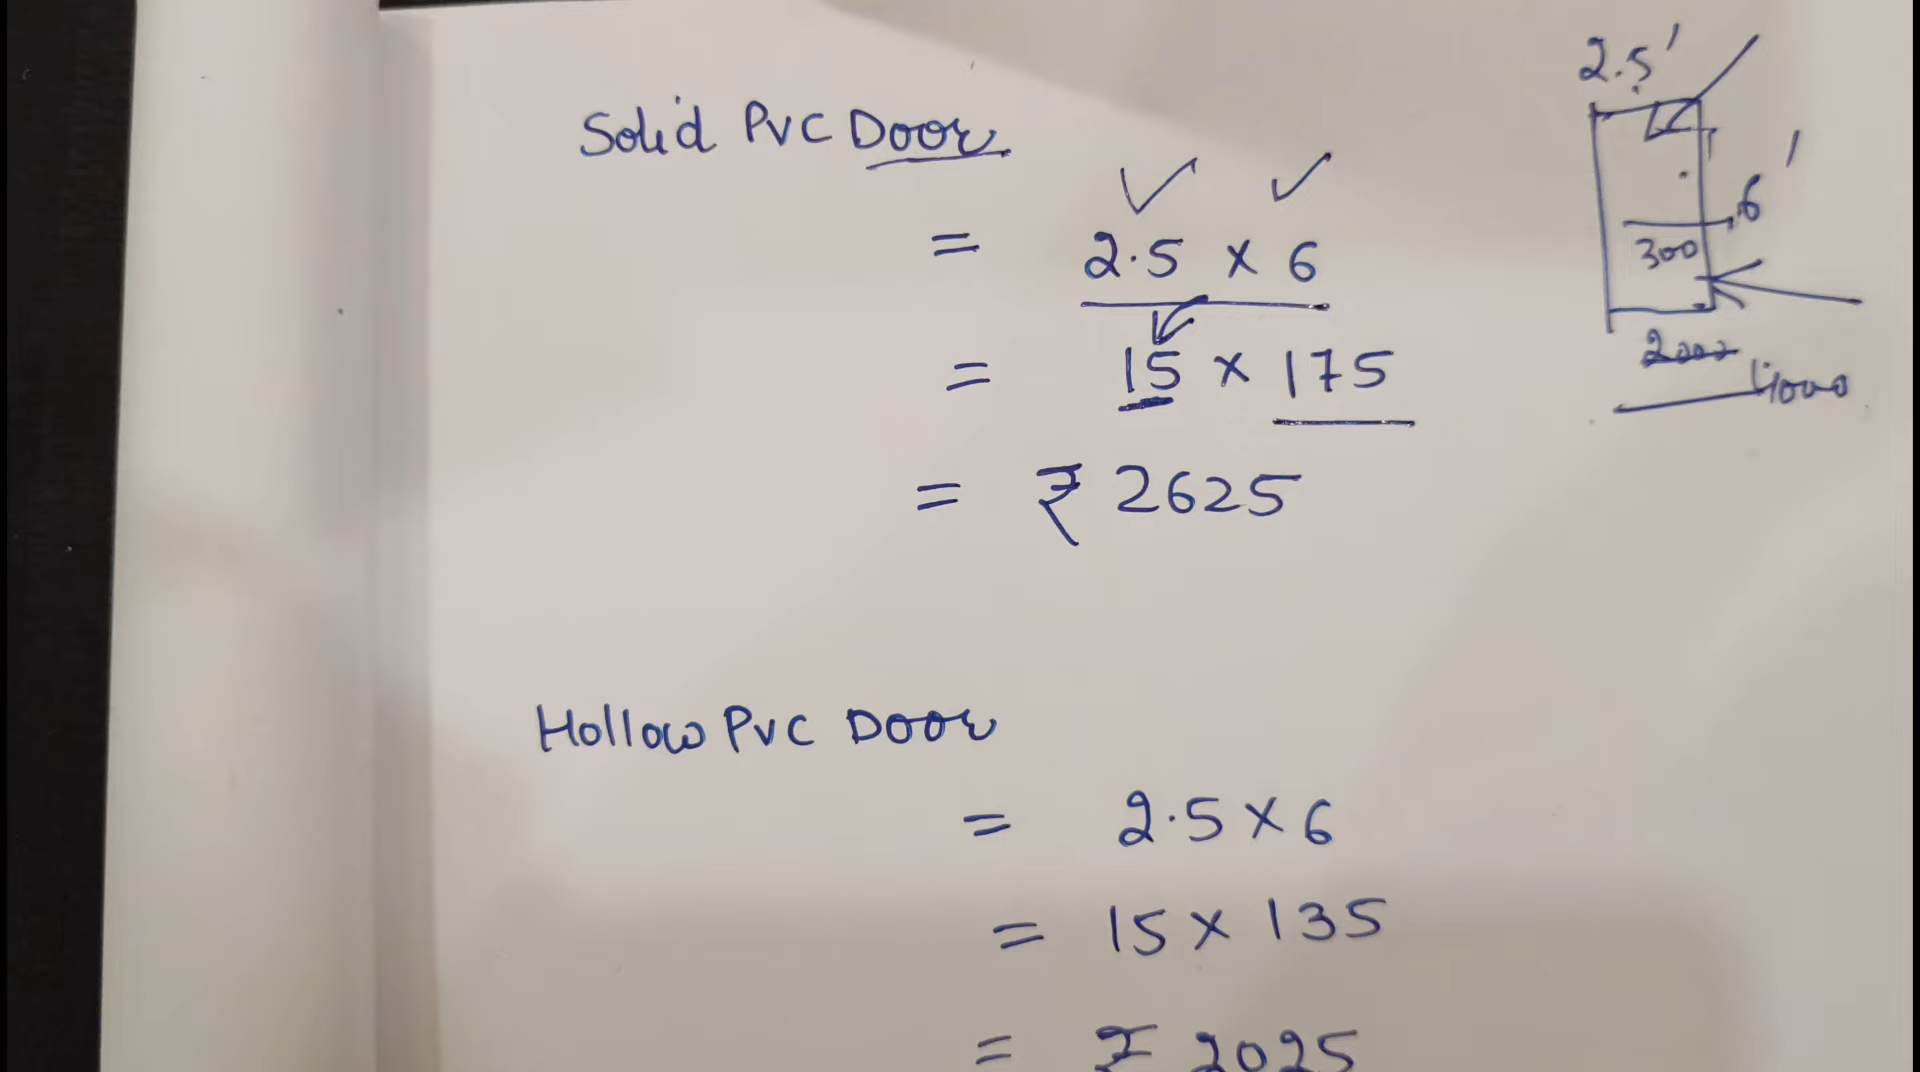 Solid PVC Door
= 2.5 x 6
= 15 x 175
= ₹ 2625
2.5'
6'
300
2000
4000
Hollow PVC Door
= 2.5 x 6
= 15 x 135
= ₹ 2025